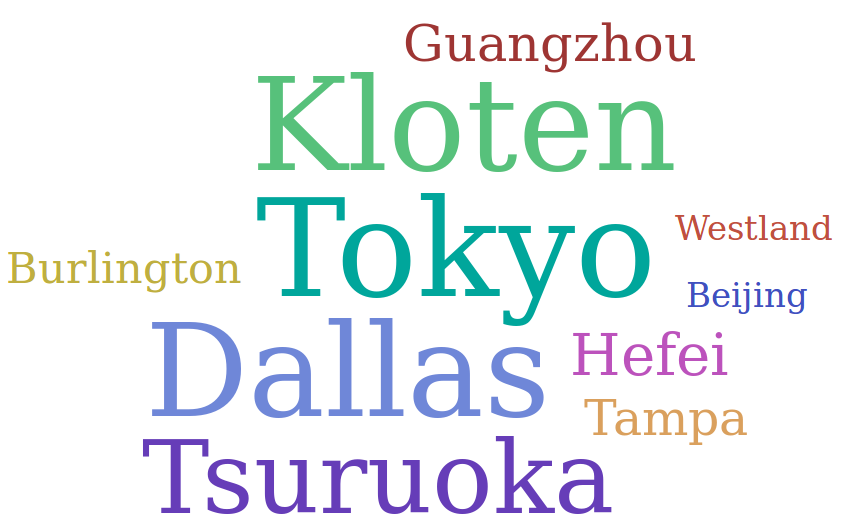 Guangzhou
Kloten
Tokyo
Westland
Burlington
Beijing
Dallas
Hefei
Tampa
Tsuruoka